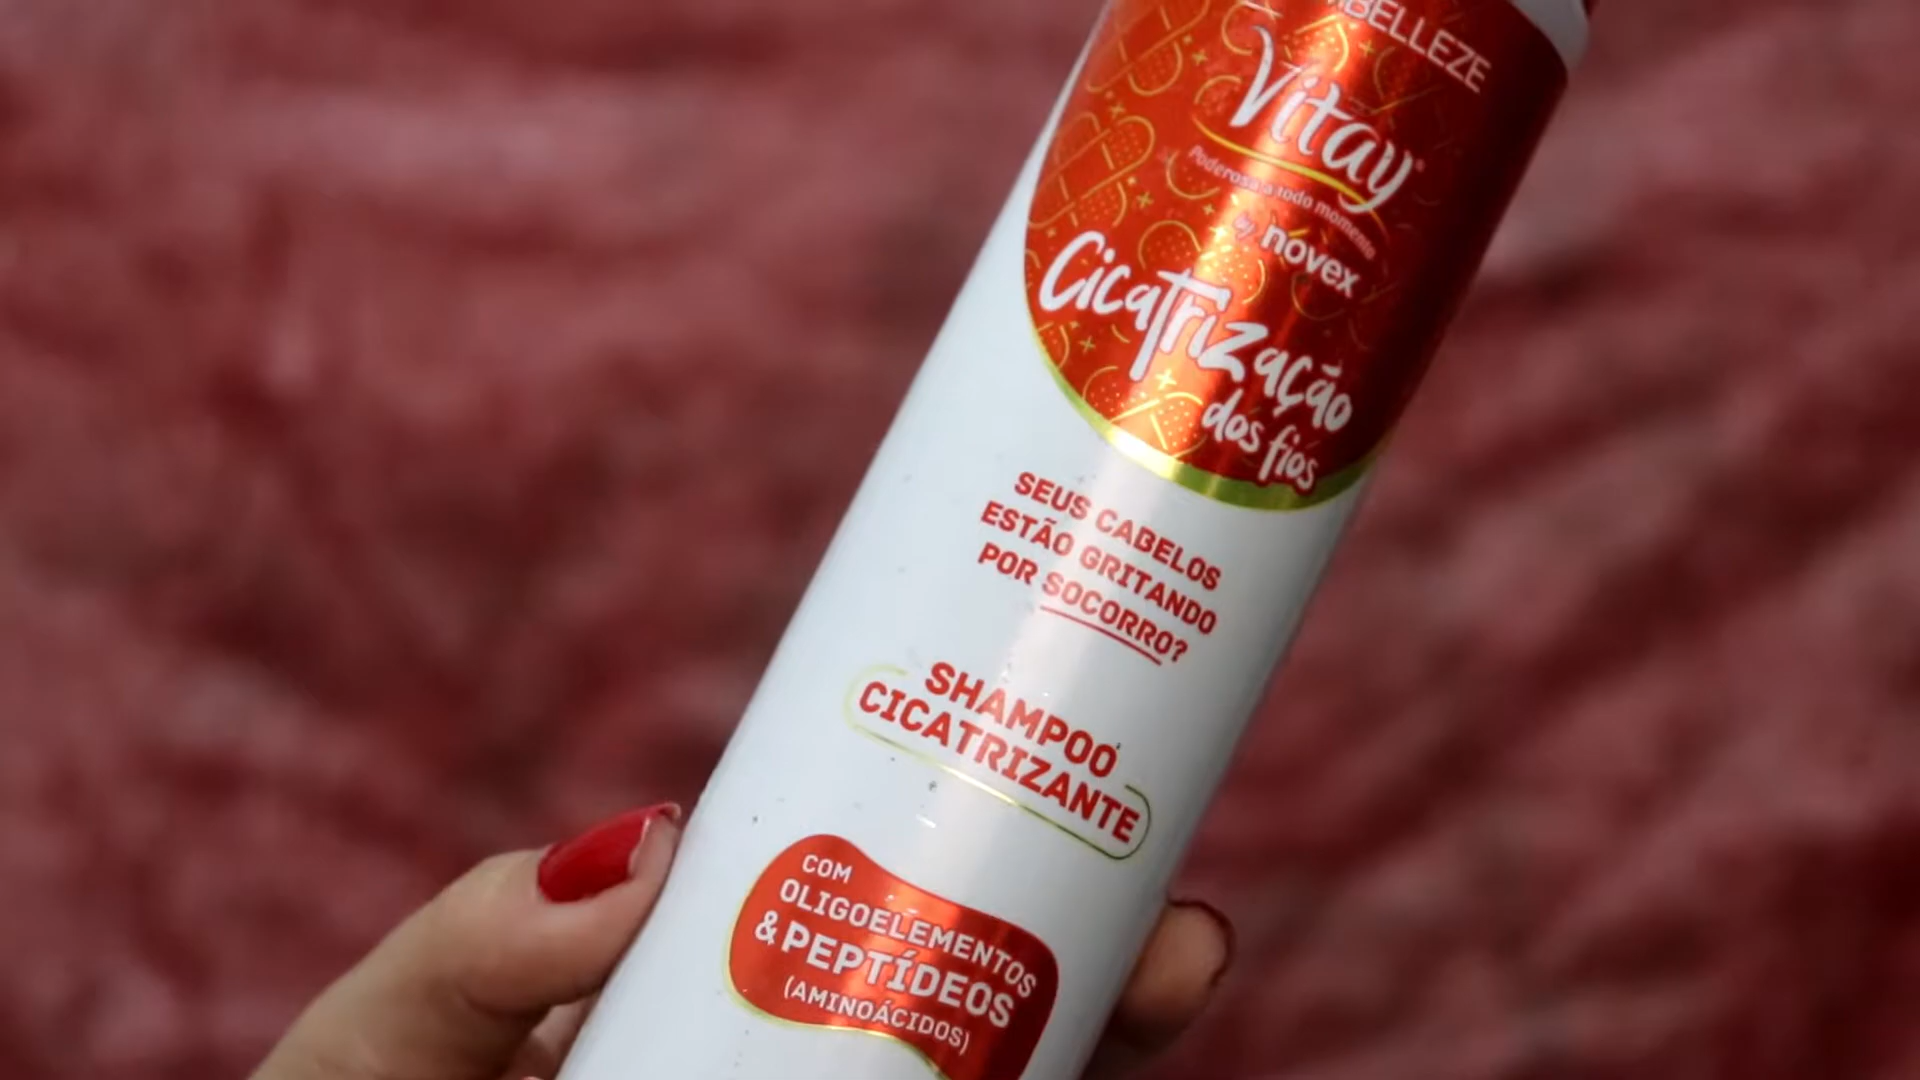 Vitay
Poderosa a todo momento
by novex
Cicatrização
dos fios
SEUS CABELOS
ESTÃO GRITANDO
POR SOCORRO?
SHAMPOO
CICATRIZANTE
COM
OLIGOELEMENTOS
& PEPTÍDEOS
(AMINOÁCIDOS)